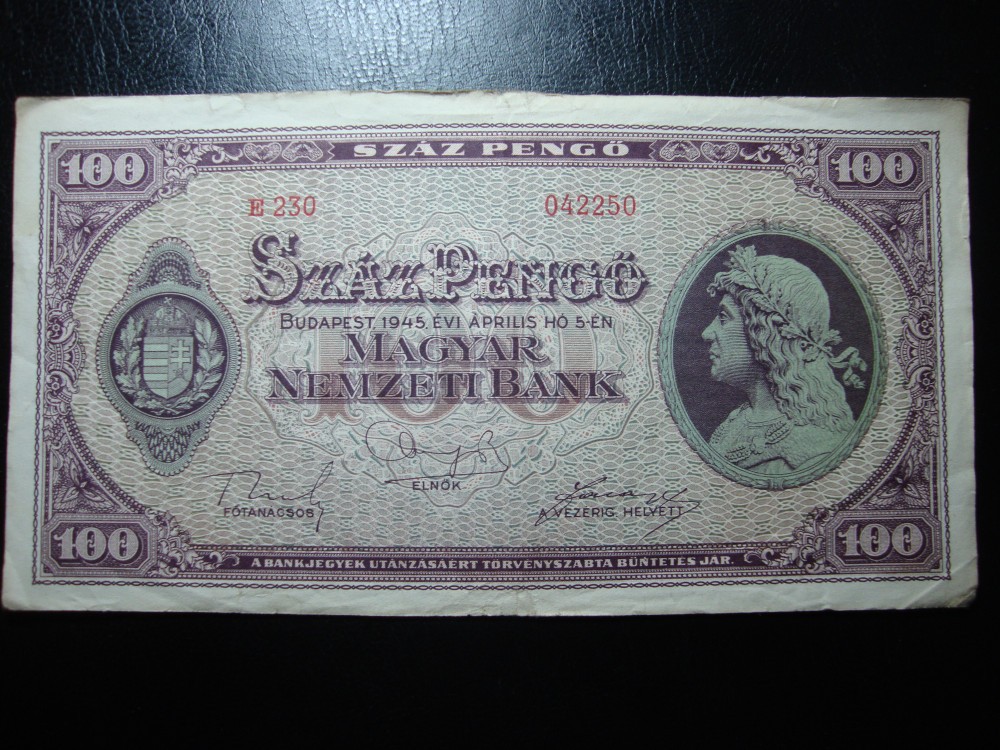 100 SZÁZ PENGŐ 100
E 230 042250
SZÁZ PENGŐ
BUDAPEST, 1945. ÉVI ÁPRILIS HÓ 5-ÉN
MAGYAR
NEMZETI BANK
100
ELNÖK
FŐTANÁCSOS
A VEZÉRIG. HELYETT
100 A BANKJEGYEK UTÁNZÁSÁÉRT TÖRVÉNYSZABTA BÜNTETÉS JÁR. 100